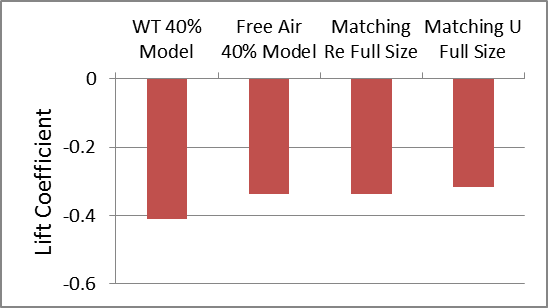 WT 40%
Model
Free Air
40% Model
Matching
Re Full Size
Matching U
Full Size
0
-0.2
-0.4
-0.6
Lift Coefficient